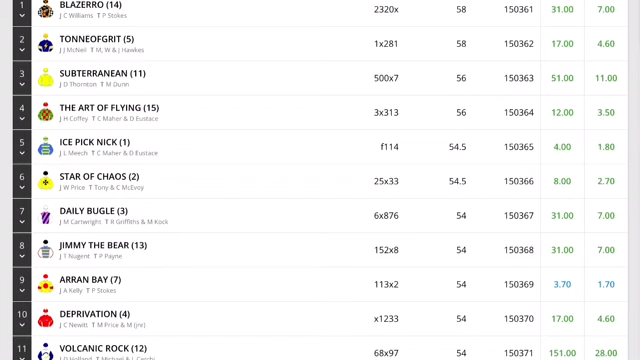 1 BLAZERRO (14) 2320x 58 150361 31.00 7.00
J C Williams T P Stokes
2 TONNEOFGRIT (5) 1x281 58 150362 17.00 4.60
J J McNeil T M, W & J Hawkes
3 SUBTERRANEAN (11) 500x7 56 150363 51.00 11.00
J D Thornton T M Dunn
4 THE ART OF FLYING (15) 3x313 56 150364 12.00 3.50
J H Coffey T C Maher & D Eustace
5 ICE PICK NICK (1) f114 54.5 150365 4.00 1.80
J L Meech T C Maher & D Eustace
6 STAR OF CHAOS (2) 25x33 54.5 150366 8.00 2.70
J W Price T Tony & C McEvoy
7 DAILY BUGLE (3) 6x876 54 150367 31.00 7.00
J M Cartwright T R Griffiths & M Kock
8 JIMMY THE BEAR (13) 152x8 54 150368 31.00 7.00
J T Nugent T P Payne
9 ARRAN BAY (7) 113x2 54 150369 3.70 1.70
J A Kelly T P Stokes
10 DEPRIVATION (4) x1233 54 150370 17.00 4.60
J C Newitt T M Price & M (jnr)
11 VOLCANIC ROCK (12) 68x97 54 150371 151.00 28.00